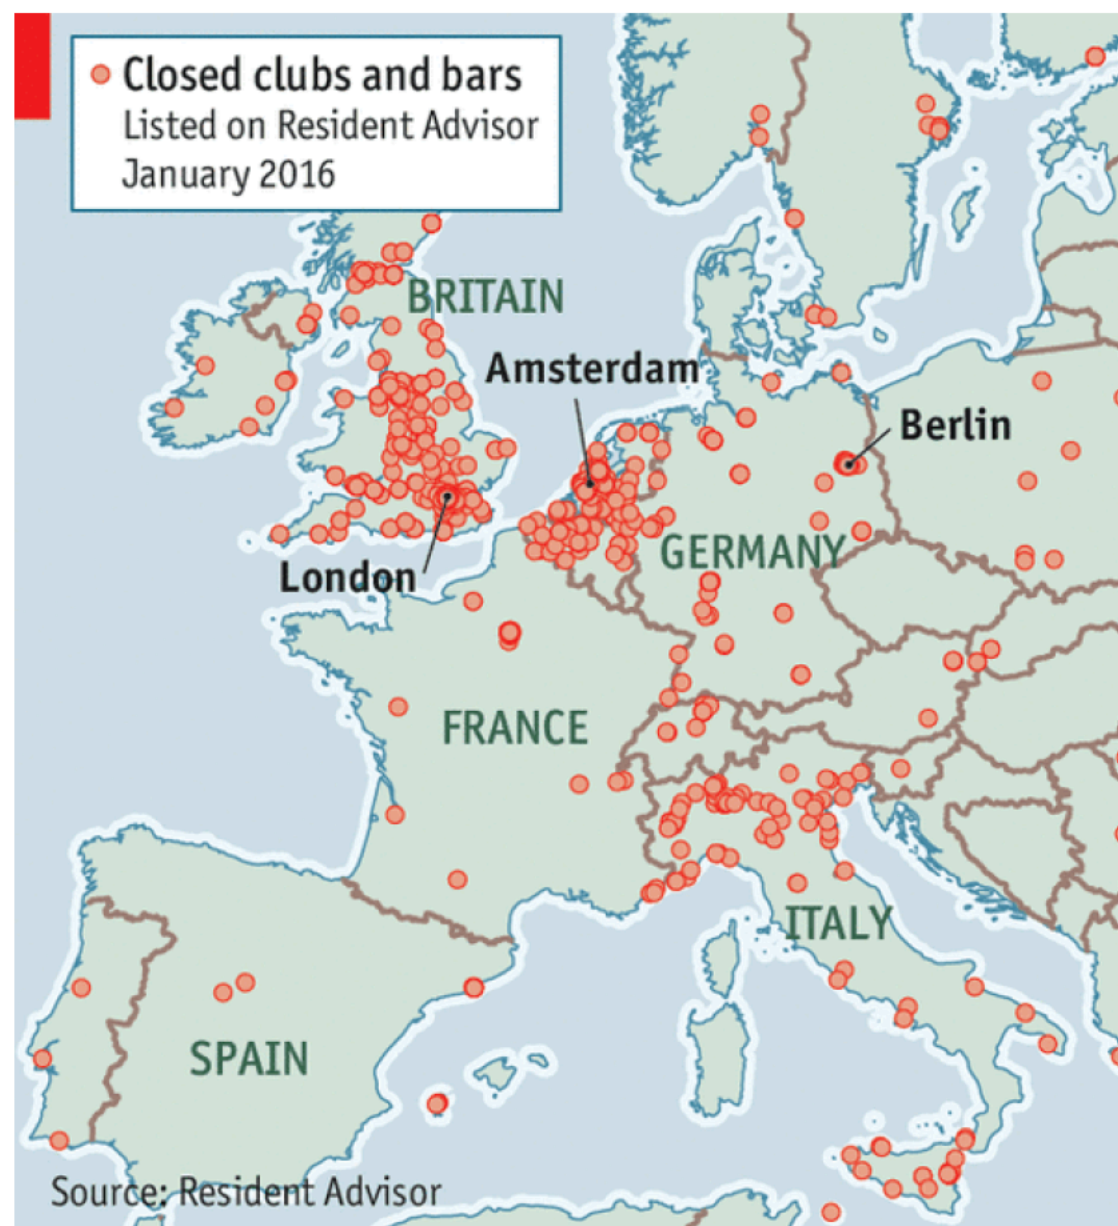 Closed clubs and bars
Listed on Resident Advisor
January 2016
BRITAIN
Amsterdam
Berlin
GERMANY
London
FRANCE
ITALY
SPAIN
Source: Resident Advisor